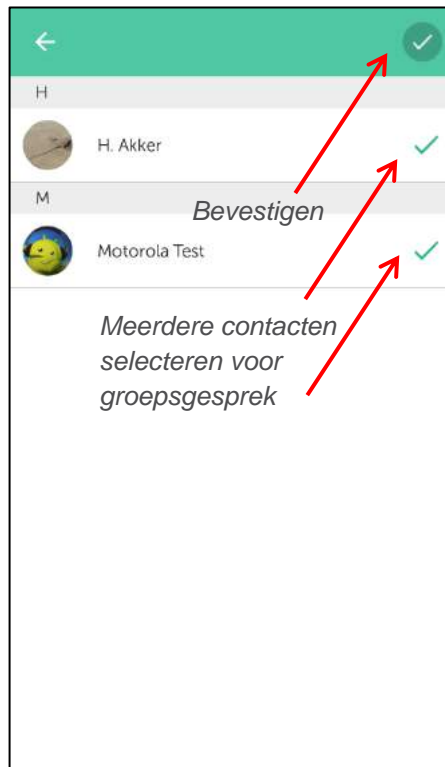 H
H. Akker
M
Bevestigen
Motorola Test
Meerdere contacten
selecteren voor
groepsgesprek